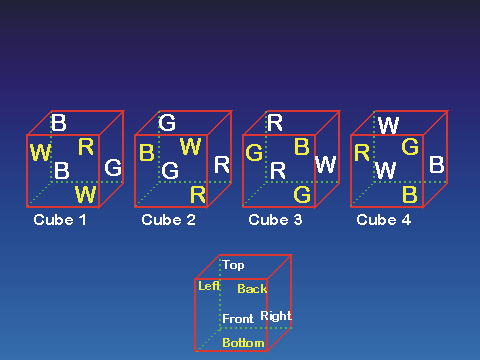 B G R W
W R B W G B R G
B G G R R W W B
W R G B
Cube 1 Cube 2 Cube 3 Cube 4
Top
Left Back
Front Right
Bottom